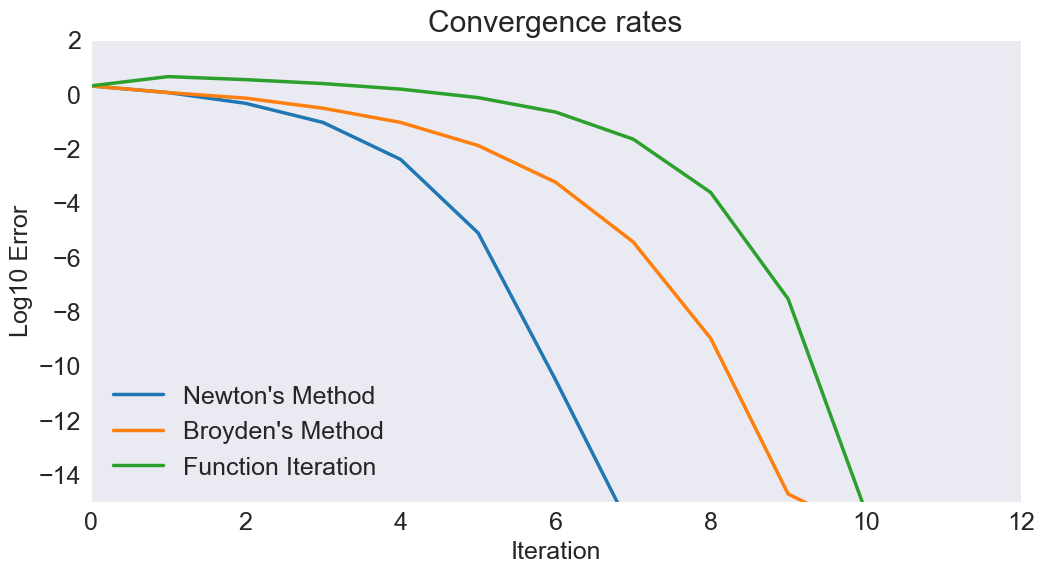 Convergence rates
2
0
−2
−4
−6
−8
−10
−12
−14
Log10 Error
Newton's Method
Broyden's Method
Function Iteration
0 2 4 6 8 10 12
Iteration